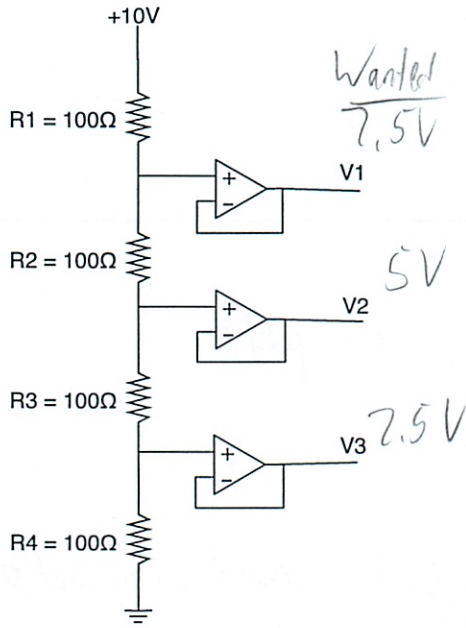 +10V
Wanted
7.5V
R1 = 100Ω
V1
+
−
R2 = 100Ω
5V
V2
+
−
R3 = 100Ω
2.5V
V3
+
−
R4 = 100Ω